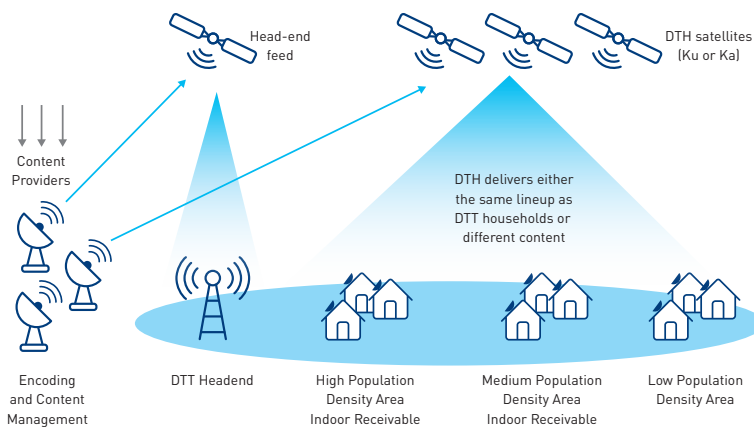 Head-end
feed
DTH satellites
(Ku or Ka)
Content
Providers
DTH delivers either
the same lineup as
DTT households or
different content
Encoding
and Content
Management
DTT Headend
High Population
Density Area
Indoor Receivable
Medium Population
Density Area
Indoor Receivable
Low Population
Density Area